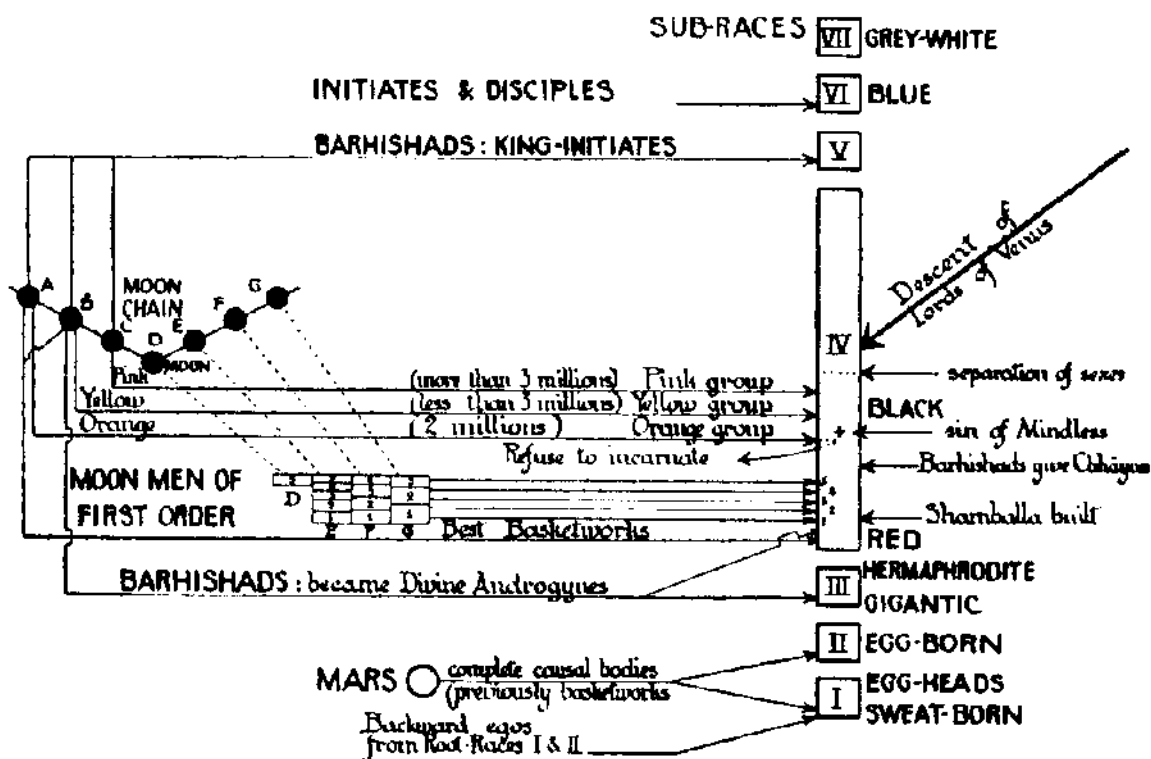 SUB-RACES VII GREY-WHITE
INITIATES & DISCIPLES VI BLUE
BARHISHADS: KING-INITIATES V
Descent of
Lords of Venus
A
B
C
D
E
F
G
MOON
CHAIN
MOON
IV
Pink (more than 3 millions) Pink group
separation of sexes
Yellow (less than 3 millions) Yellow group
BLACK
Orange (2 millions) Orange group
sin of Mindless
Refuse to incarnate
Barhishads give Chhâyas
MOON MEN OF
FIRST ORDER
D
E F G Best Basketworks
Shamballa built
RED
BARHISHADS: became Divine Androgynes
III HERMAPHRODITE
GIGANTIC
II EGG-BORN
MARS complete causal bodies
(previously basketworks
I EGG-HEADS
SWEAT-BORN
Backward egos
from Root-Races I & II